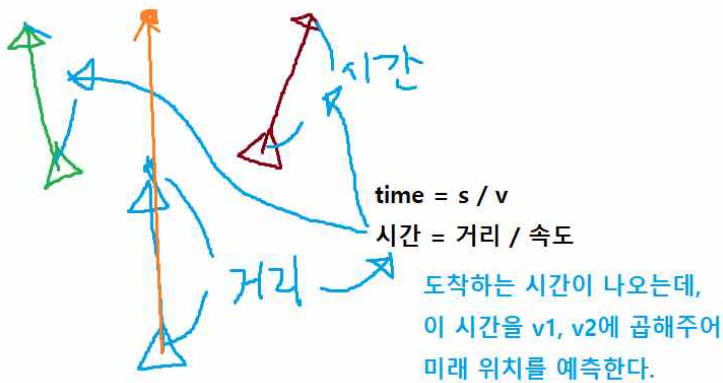 시간
time = s / v
시간 = 거리 / 속도
거리
도착하는 시간이 나오는데,
이 시간을 v1, v2에 곱해주어
미래 위치를 예측한다.